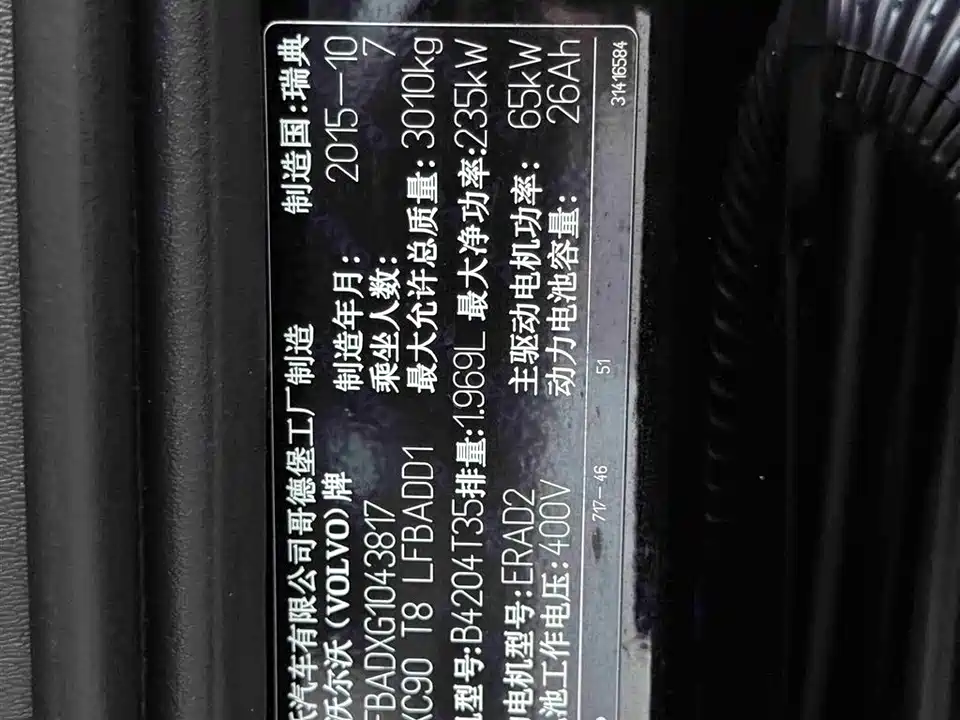 汽车有限公司哥德堡工厂制造 制造国:瑞典
沃尔沃(VOLVO)牌 制造年月: 2015-10
FBADXG1043817 乘坐人数: 7
XC90 T8 LFBADD1 最大允许总质量: 3010kg
机型号:B4204T35排量:1.969L 最大净功率:235kW
电机型号:ERAD2 主驱动电机功率: 65kW
池工作电压:400V 动力电池容量: 26Ah
717-46 51 31416584